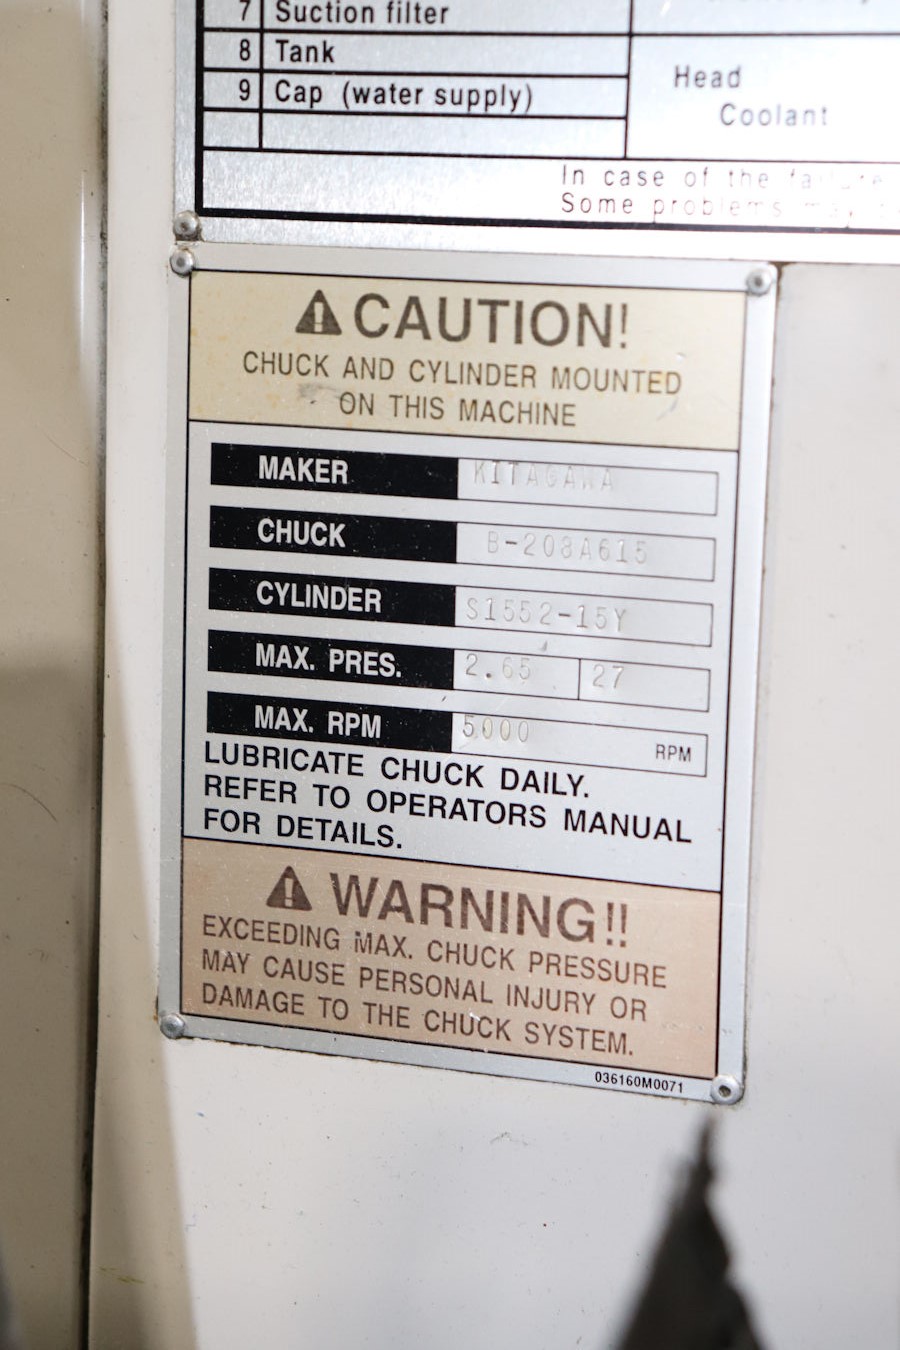 7 Suction filter
8 Tank
9 Cap (water supply)
Head
Coolant
In case of the failure
Some problems may
⚠ CAUTION!
CHUCK AND CYLINDER MOUNTED
ON THIS MACHINE
MAKER KITAGAWA
CHUCK B-208A615
CYLINDER S1552-15Y
MAX. PRES. 2.65 27
MAX. RPM 5000 RPM
LUBRICATE CHUCK DAILY.
REFER TO OPERATORS MANUAL
FOR DETAILS.
⚠ WARNING!!
EXCEEDING MAX. CHUCK PRESSURE
MAY CAUSE PERSONAL INJURY OR
DAMAGE TO THE CHUCK SYSTEM.
036160M0071